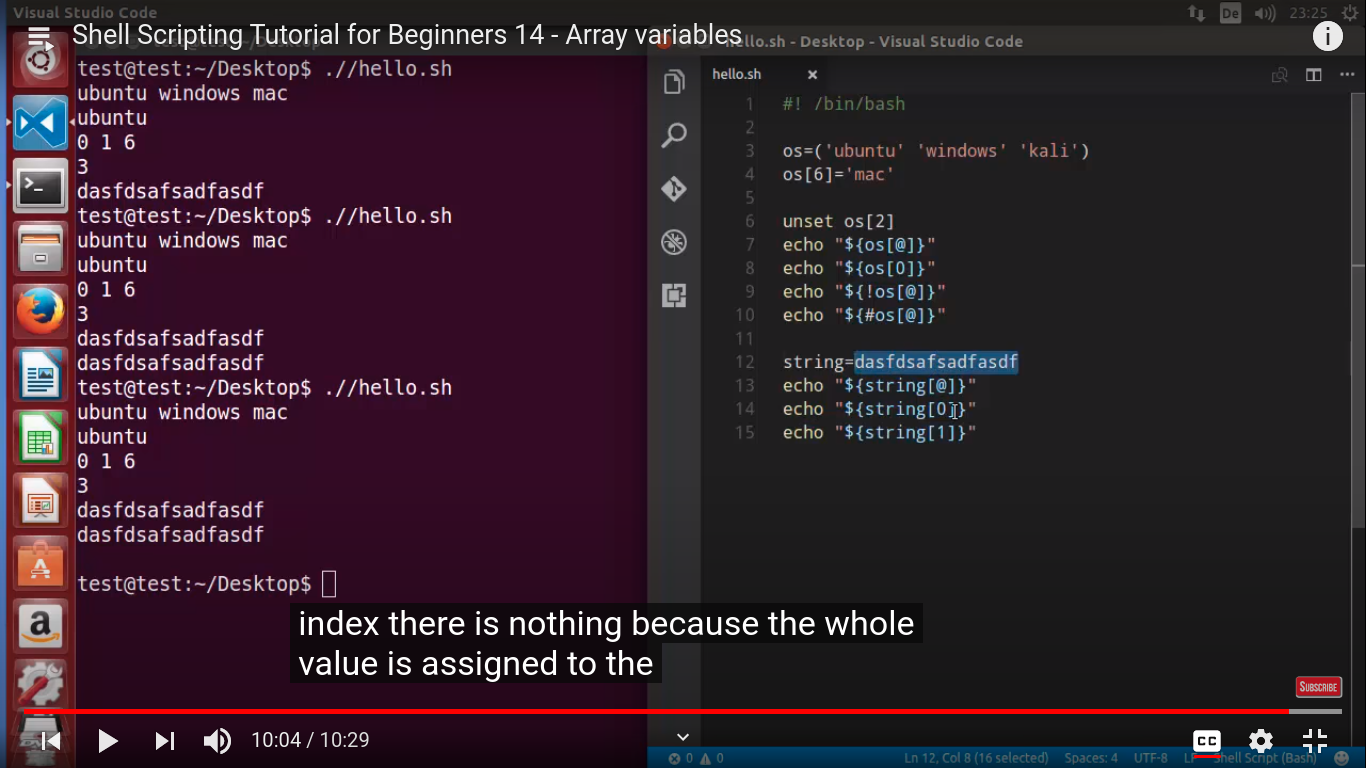 Visual Studio Code
De
23:25
Shell Scripting Tutorial for Beginners 14 - Array variables
hello.sh - Desktop - Visual Studio Code
test@test:~/Desktop$ .//hello.sh
ubuntu windows mac
ubuntu
0 1 6
3
dasfdsafsadfasdf
test@test:~/Desktop$ .//hello.sh
ubuntu windows mac
ubuntu
0 1 6
3
dasfdsafsadfasdf
dasfdsafsadfasdf
test@test:~/Desktop$ .//hello.sh
ubuntu windows mac
ubuntu
0 1 6
3
dasfdsafsadfasdf
dasfdsafsadfasdf
test@test:~/Desktop$
hello.sh
1 #! /bin/bash
2
3 os=('ubuntu' 'windows' 'kali')
4 os[6]='mac'
5
6 unset os[2]
7 echo "${os[@]}"
8 echo "${os[0]}"
9 echo "${!os[@]}"
10 echo "${#os[@]}"
11
12 string=dasfdsafsadfasdf
13 echo "${string[@]}"
14 echo "${string[0]}"
15 echo "${string[1]}"
index there is nothing because the whole
value is assigned to the
SUBSCRIBE
10:04 / 10:29
CC
0 0 Ln 12, Col 8 (16 selected) Spaces: 4 UTF-8 LF Shell Script (Bash)